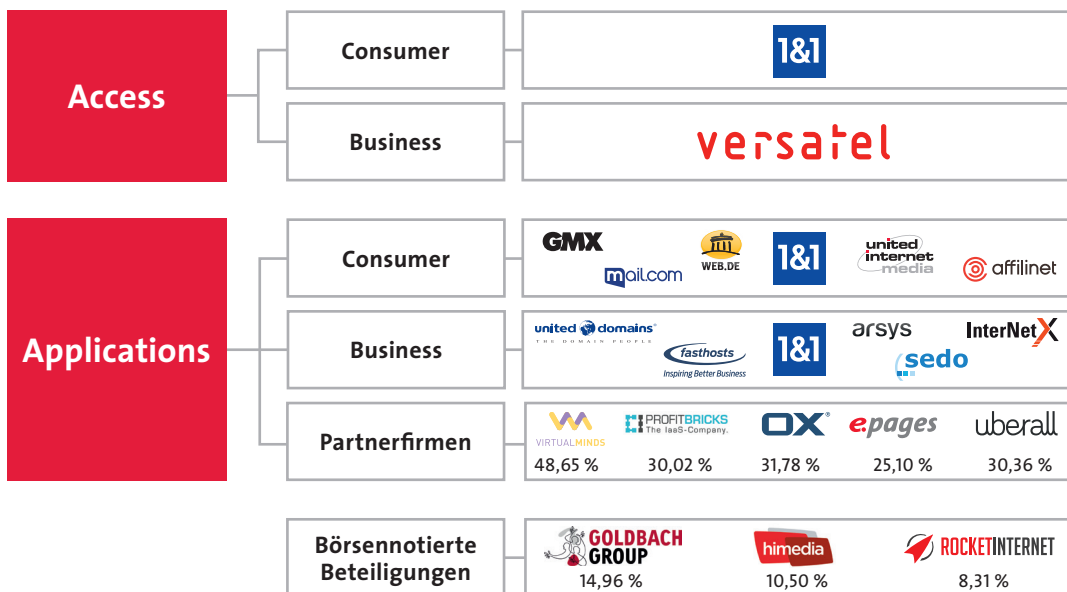 Access
Consumer
1&1
Business
versatel
Applications
Consumer
GMX
mail.com
WEB.DE
1&1
united
internet
media
affilinet
Business
united domains®
THE DOMAIN PEOPLE
fasthosts
Inspiring Better Business
1&1
arsys
sedo
InterNetX
Partnerfirmen
VIRTUALMINDS
48,65 %
PROFITBRICKS
The IaaS-Company.
30,02 %
OX®
31,78 %
epages
25,10 %
uberall
30,36 %
Börsennotierte
Beteiligungen
GOLDBACH
GROUP
14,96 %
himedia
10,50 %
ROCKETINTERNET
8,31 %